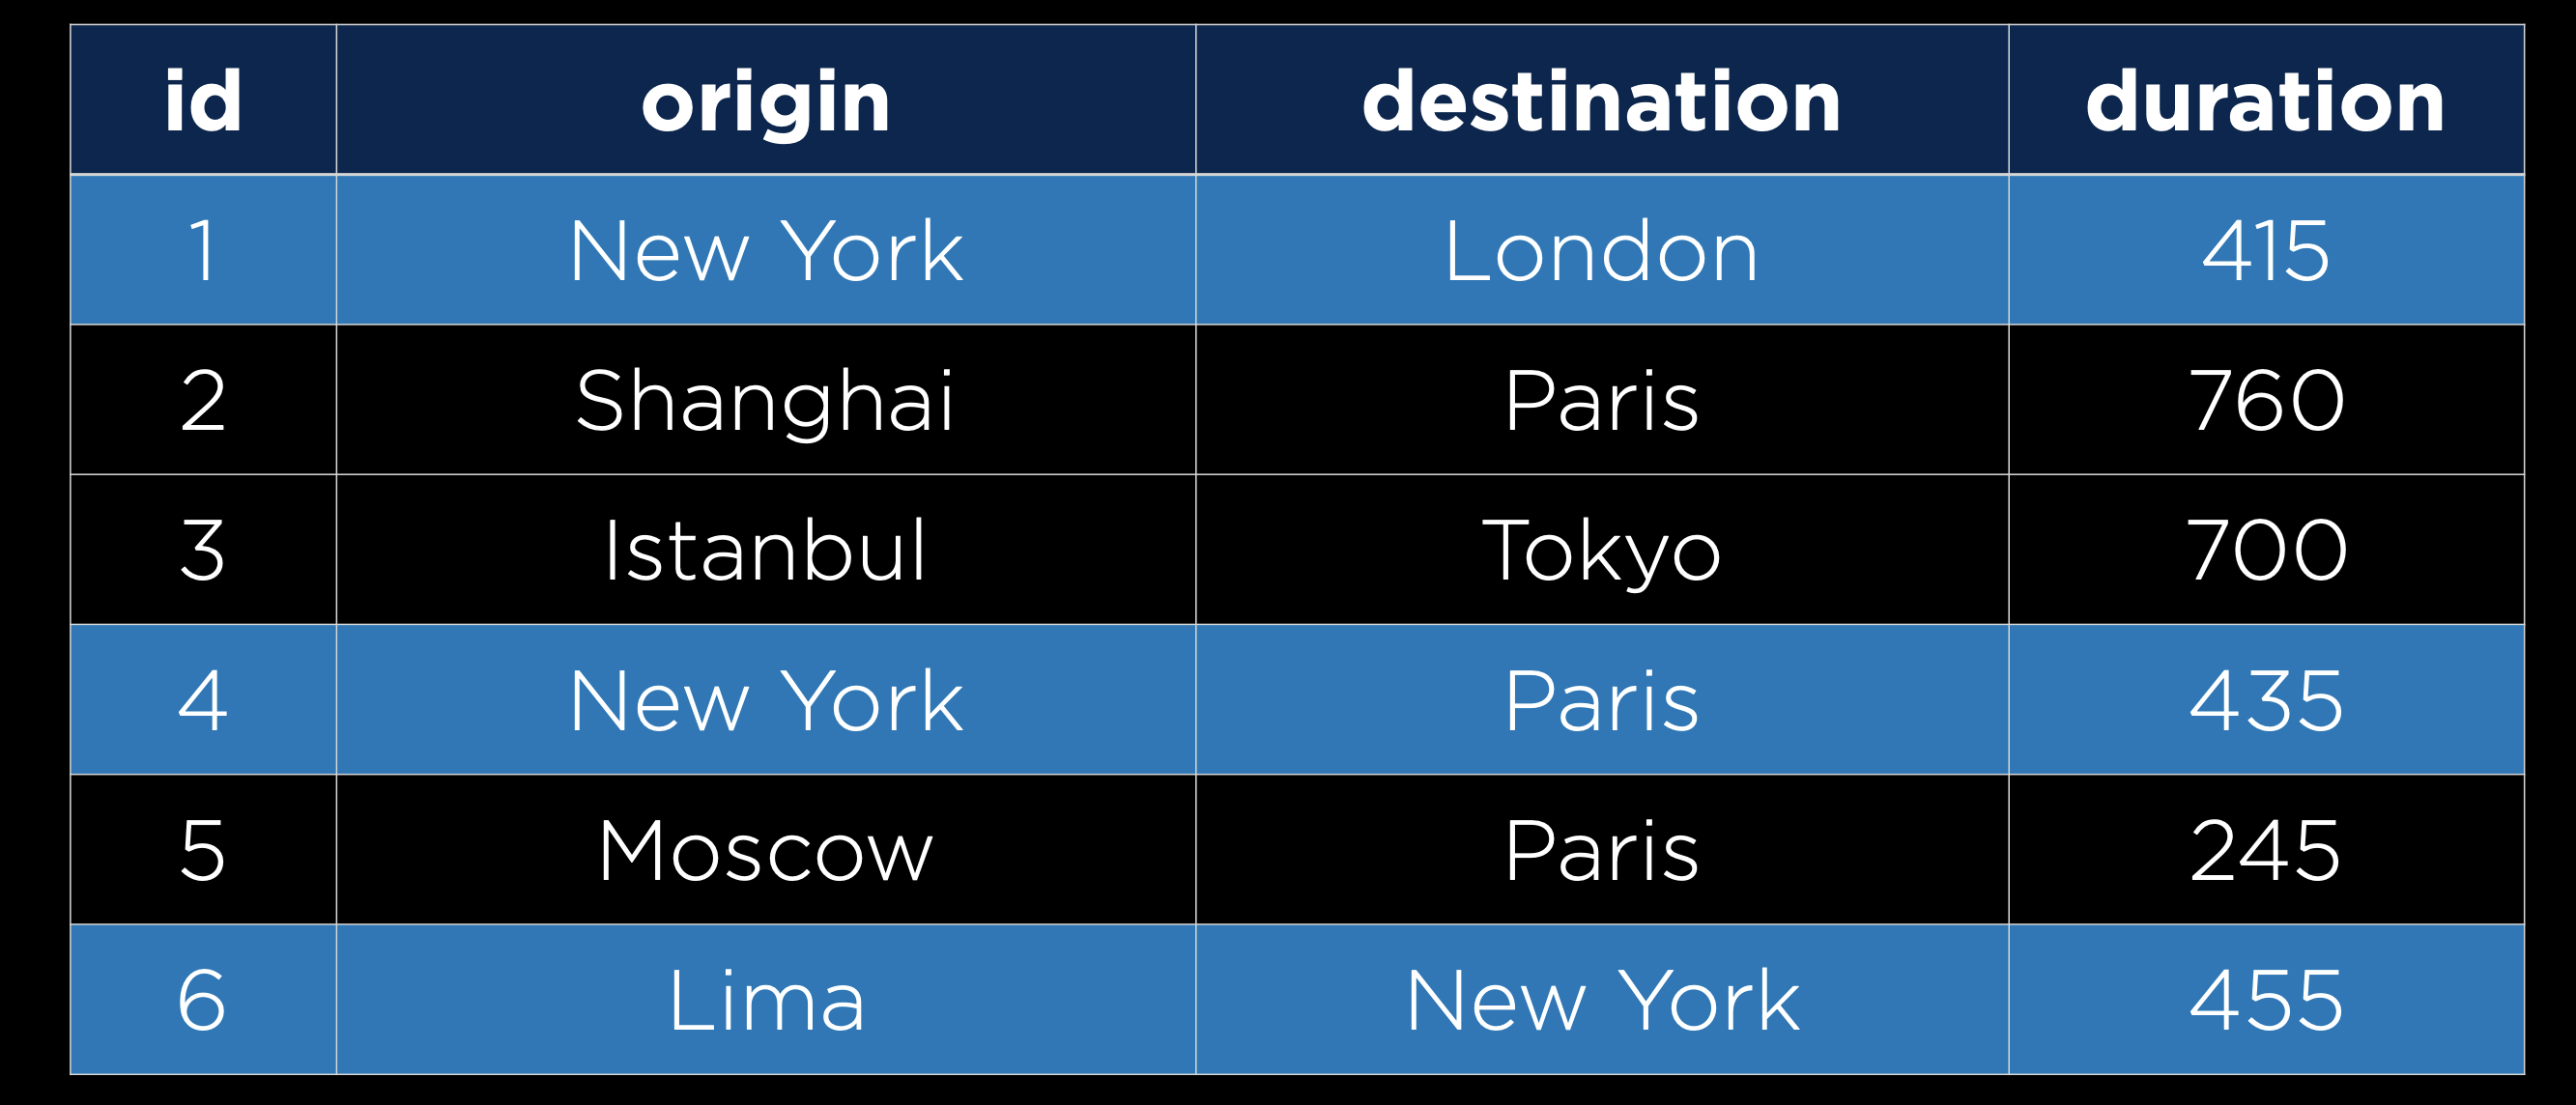 id origin destination duration
1 New York London 415
2 Shanghai Paris 760
3 Istanbul Tokyo 700
4 New York Paris 435
5 Moscow Paris 245
6 Lima New York 455